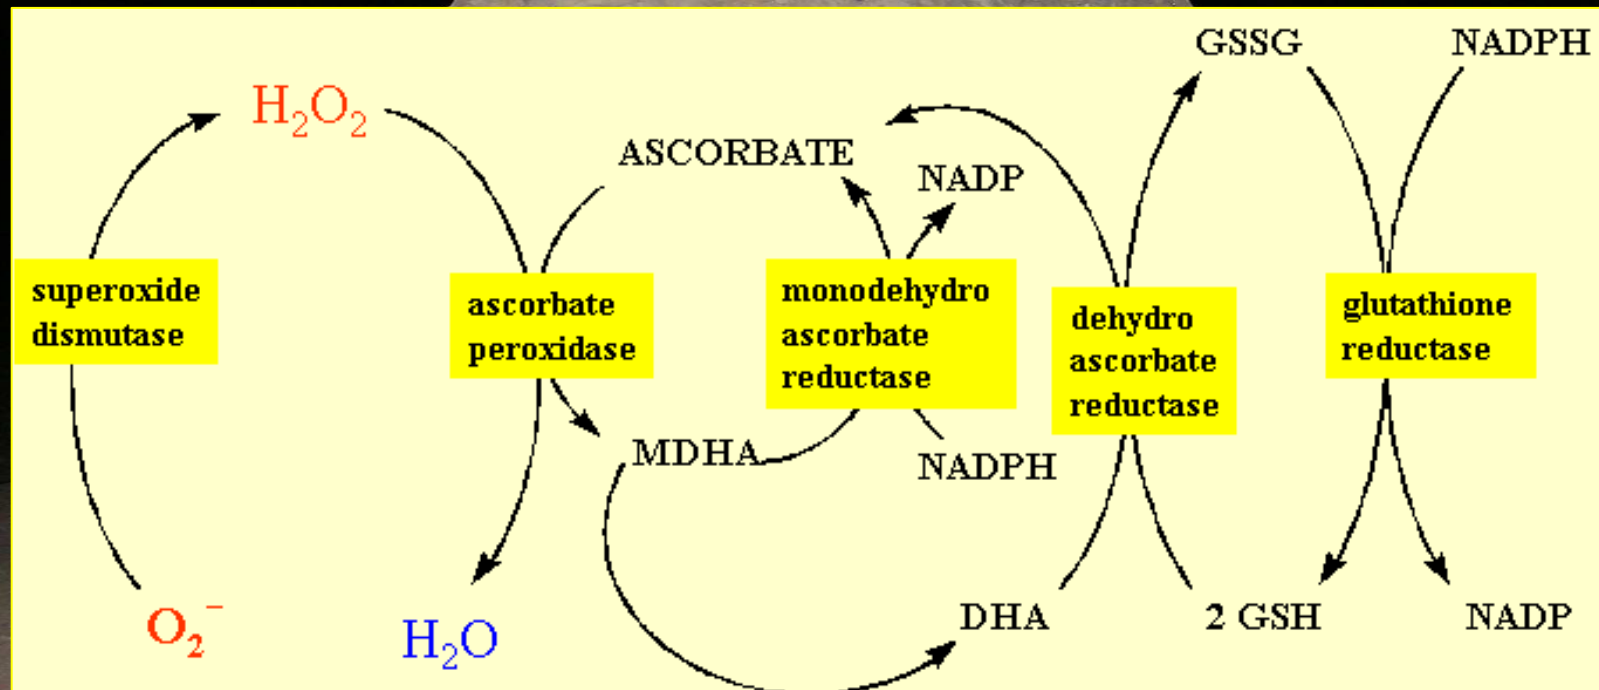 GSSG
NADPH
H₂O₂
ASCORBATE
NADP
superoxide
dismutase
ascorbate
peroxidase
monodehydro
ascorbate
reductase
dehydro
ascorbate
reductase
glutathione
reductase
MDHA
NADPH
O₂⁻
H₂O
DHA
2 GSH
NADP